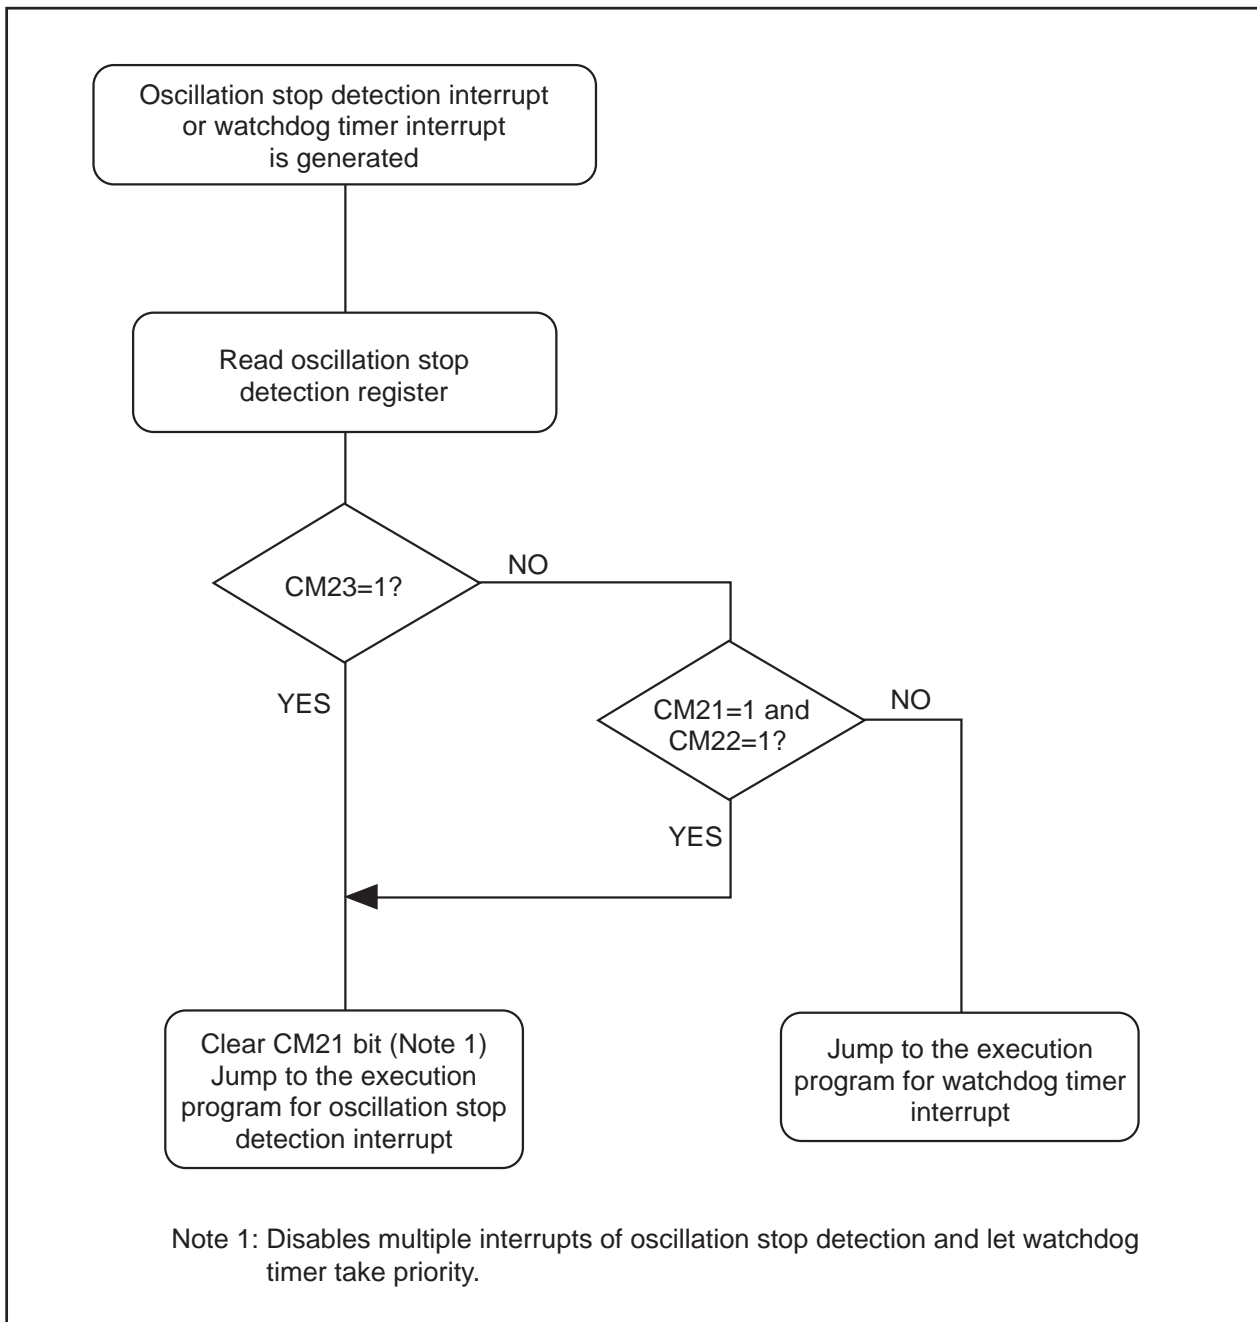 Oscillation stop detection interrupt
or watchdog timer interrupt
is generated
Read oscillation stop
detection register
CM23=1?
NO
YES
CM21=1 and
CM22=1?
NO
YES
Clear CM21 bit (Note 1)
Jump to the execution
program for oscillation stop
detection interrupt
Jump to the execution
program for watchdog timer
interrupt
Note 1: Disables multiple interrupts of oscillation stop detection and let watchdog
timer take priority.